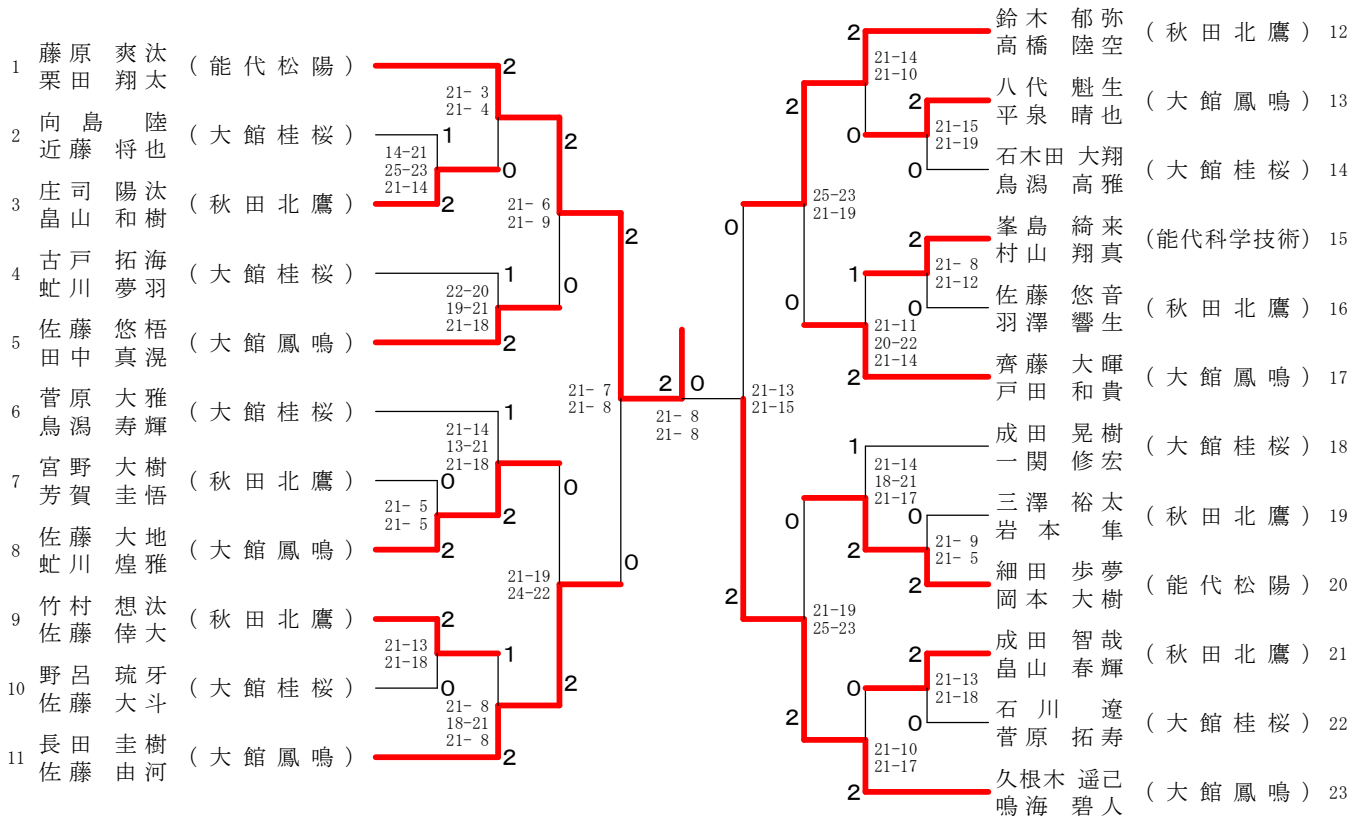 1 藤原 爽汰 (能代松陽) 2
栗田 翔太
21- 3
21- 4
2 向島 陸 (大館桂桜) 1
近藤 将也
14-21
25-23
21-14
0
3 庄司 陽汰 (秋田北鷹) 2
畠山 和樹
2
21- 6
21- 9
4 古戸 拓海 (大館桂桜) 1
虻川 夢羽
22-20
19-21
21-18
0
5 佐藤 悠梧 (大館鳳鳴) 2
田中 真滉
2
21- 7
21- 8
6 菅原 大雅 (大館桂桜) 1
鳥潟 寿輝
21-14
13-21
21-18
7 宮野 大樹 (秋田北鷹) 0
芳賀 圭悟
21- 5
21- 5
2
0
8 佐藤 大地 (大館鳳鳴) 2
虻川 煌雅
21-19
24-22
0
9 竹村 想汰 (秋田北鷹) 2
佐藤 倖大
21-13
21-18
1
10 野呂 琉牙 (大館桂桜) 0
佐藤 大斗
21- 8
18-21
21- 8
2
11 長田 圭樹 (大館鳳鳴) 2
佐藤 由河
2 0
21- 8
21- 8
2 鈴木 郁弥 (秋田北鷹) 12
高橋 陸空
21-14
21-10
2
2 八代 魁生 (大館鳳鳴) 13
平泉 晴也
0
21-15
21-19
0 石木田 大翔 (大館桂桜) 14
鳥潟 高雅
25-23
21-19
0
2 峯島 綺来 (能代科学技術) 15
村山 翔真
1
21- 8
21-12
0 佐藤 悠音 (秋田北鷹) 16
羽澤 響生
0
21-11
20-22
21-14
2 齊藤 大暉 (大館鳳鳴) 17
戸田 和貴
21-13
21-15
1 成田 晃樹 (大館桂桜) 18
一関 修宏
21-14
18-21
21-17
0
0 三澤 裕太 (秋田北鷹) 19
岩本 隼
2
21- 9
21- 5
2 細田 歩夢 (能代松陽) 20
岡本 大樹
2
21-19
25-23
2 成田 智哉 (秋田北鷹) 21
畠山 春輝
0
21-13
21-18
0 石川 遼 (大館桂桜) 22
菅原 拓寿
2
21-10
21-17
2 久根木 遥己 (大館鳳鳴) 23
鳴海 碧人